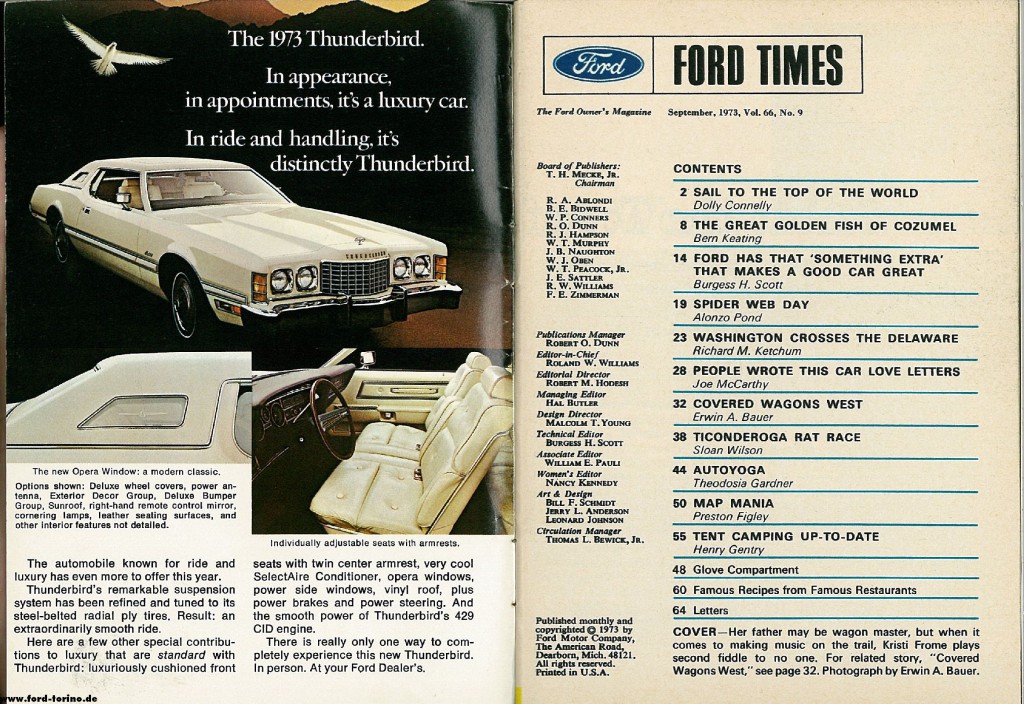 The 1973 Thunderbird.
In appearance,
in appointments, it's a luxury car.
In ride and handling, it's
distinctly Thunderbird.
THUNDERBIRD
The new Opera Window: a modern classic.
Options shown: Deluxe wheel covers, power an-
tenna, Exterior Decor Group, Deluxe Bumper
Group, Sunroof, right-hand remote control mirror,
cornering lamps, leather seating surfaces, and
other interior features not detailed.
Individually adjustable seats with armrests.
The automobile known for ride and
luxury has even more to offer this year.
Thunderbird's remarkable suspension
system has been refined and tuned to its
steel-belted radial ply tires. Result: an
extraordinarily smooth ride.
Here are a few other special contribu-
tions to luxury that are standard with
Thunderbird: luxuriously cushioned front
seats with twin center armrest, very cool
SelectAire Conditioner, opera windows,
power side windows, vinyl roof, plus
power brakes and power steering. And
the smooth power of Thunderbird's 429
CID engine.
There is really only one way to com-
pletely experience this new Thunderbird.
In person. At your Ford Dealer's.
www.ford-torino.de
Ford
FORD TIMES
The Ford Owner's Magazine September, 1973, Vol. 66, No. 9
Board of Publishers:
T. H. MECKE, JR.
Chairman
R. A. ABLONDI
B. E. BIDWELL
W. P. CONNERS
R. O. DUNN
R. J. HAMPSON
W. T. MURPHY
J. B. NAUGHTON
W. J. OBEN
W. T. PEACOCK, JR.
J. E. SATTLER
R. W. WILLIAMS
F. E. ZIMMERMAN
Publications Manager
ROBERT O. DUNN
Editor-in-Chief
ROLAND W. WILLIAMS
Editorial Director
ROBERT M. HODESH
Managing Editor
HAL BUTLER
Design Director
MALCOLM T. YOUNG
Technical Editor
BURGESS H. SCOTT
Associate Editor
WILLIAM E. PAULI
Women's Editor
NANCY KENNEDY
Art & Design
BILL F. SCHMIDT
JERRY L. ANDERSON
LEONARD JOHNSON
Circulation Manager
THOMAS L. BEWICK, JR.
Published monthly and
copyrighted © 1973 by
Ford Motor Company,
The American Road,
Dearborn, Mich. 48121.
All rights reserved.
Printed in U.S.A.
CONTENTS
2 SAIL TO THE TOP OF THE WORLD
Dolly Connelly
8 THE GREAT GOLDEN FISH OF COZUMEL
Bern Keating
14 FORD HAS THAT 'SOMETHING EXTRA'
THAT MAKES A GOOD CAR GREAT
Burgess H. Scott
19 SPIDER WEB DAY
Alonzo Pond
23 WASHINGTON CROSSES THE DELAWARE
Richard M. Ketchum
28 PEOPLE WROTE THIS CAR LOVE LETTERS
Joe McCarthy
32 COVERED WAGONS WEST
Erwin A. Bauer
38 TICONDEROGA RAT RACE
Sloan Wilson
44 AUTOYOGA
Theodosia Gardner
50 MAP MANIA
Preston Figley
55 TENT CAMPING UP-TO-DATE
Henry Gentry
48 Glove Compartment
60 Famous Recipes from Famous Restaurants
64 Letters
COVER—Her father may be wagon master, but when it
comes to making music on the trail, Kristi Frome plays
second fiddle to no one. For related story, "Covered
Wagons West," see page 32. Photograph by Erwin A. Bauer.